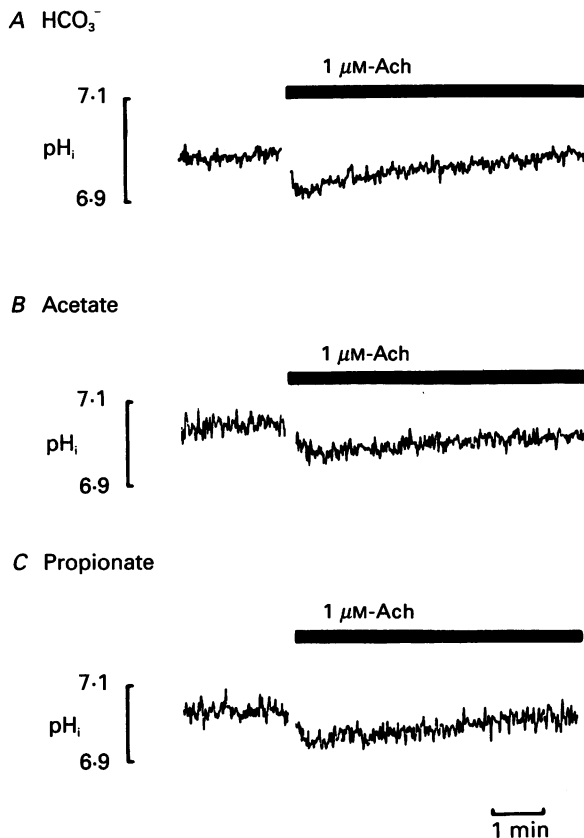 A HCO₃⁻
1 μM-Ach
7·1
pHᵢ
6·9
B Acetate
1 μM-Ach
7·1
pHᵢ
6·9
C Propionate
1 μM-Ach
7·1
pHᵢ
6·9
1 min